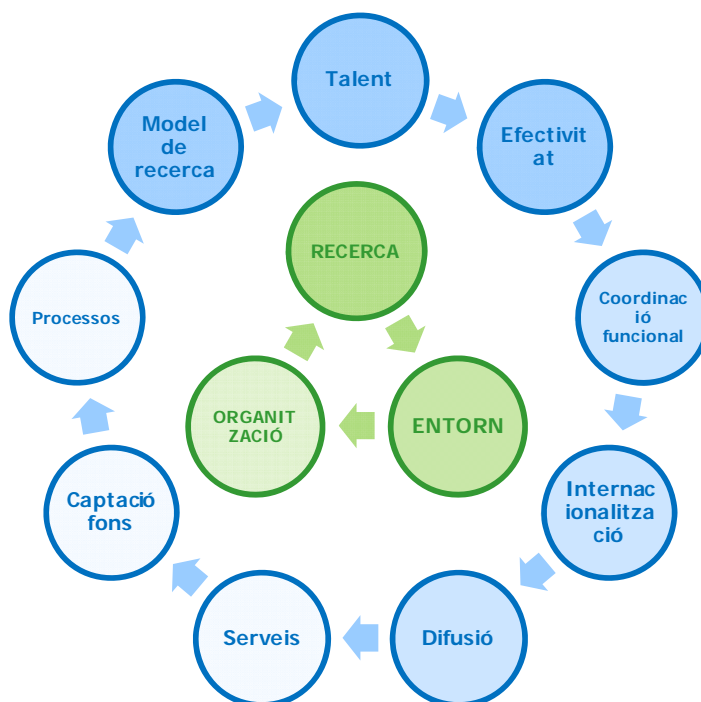 Talent
Efectivit
at
Coordinac
ió
funcional
Internac
ionalitza
ció
Difusió
Serveis
Captació
fons
Processos
Model
de
recerca
RECERCA
ENTORN
ORGANIT
ZACIÓ